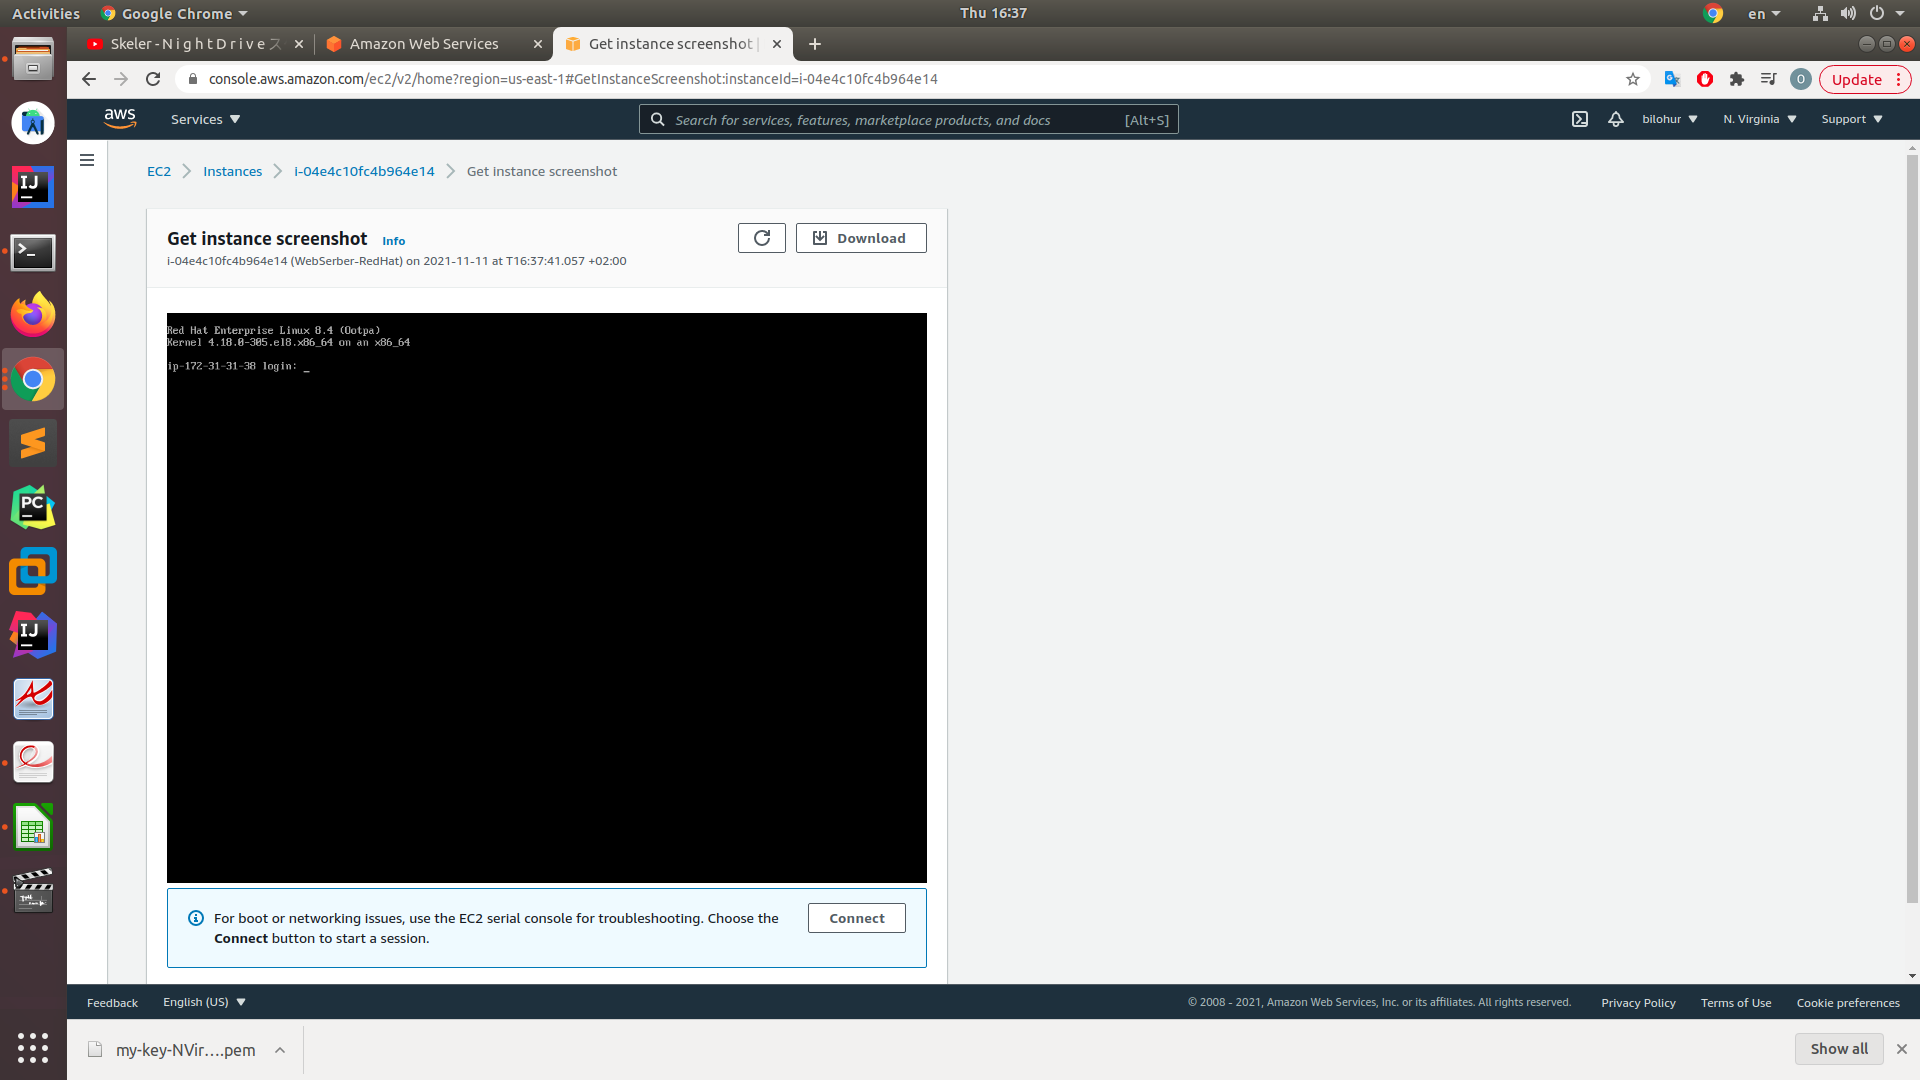 Activities
Google Chrome
Thu 16:37
en
Skeler - N i g h t D r i v e ス
Amazon Web Services
Get instance screenshot |
console.aws.amazon.com/ec2/v2/home?region=us-east-1#GetInstanceScreenshot:instanceId=i-04e4c10fc4b964e14
O
Update
aws
Services
Search for services, features, marketplace products, and docs
[Alt+S]
bilohur
N. Virginia
Support
EC2
Instances
i-04e4c10fc4b964e14
Get instance screenshot
Get instance screenshot
Info
Download
i-04e4c10fc4b964e14 (WebSerber-RedHat) on 2021-11-11 at T16:37:41.057 +02:00
Red Hat Enterprise Linux 8.4 (Ootpa)
Kernel 4.18.0-305.el8.x86_64 on an x86_64
ip-172-31-31-38 login: _
For boot or networking issues, use the EC2 serial console for troubleshooting. Choose the
Connect button to start a session.
Connect
Feedback
English (US)
© 2008 - 2021, Amazon Web Services, Inc. or its affiliates. All rights reserved.
Privacy Policy
Terms of Use
Cookie preferences
my-key-NVir....pem
Show all
IJ
PC
IJ